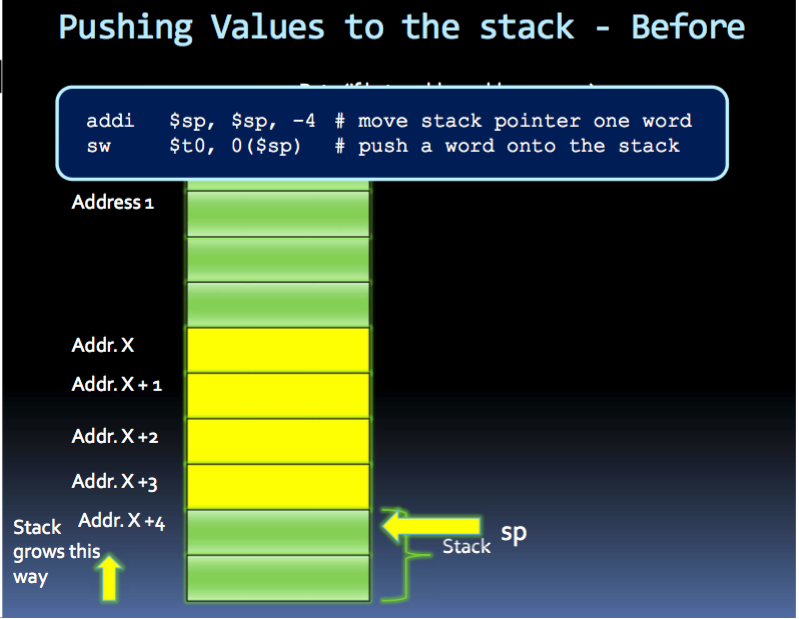 Pushing Values to the stack - Before
addi $sp, $sp, -4 # move stack pointer one word
sw $t0, 0($sp) # push a word onto the stack
Address 1
Addr. X
Addr. X + 1
Addr. X +2
Addr. X +3
Addr. X +4
Stack
grows this
way
Stack
sp